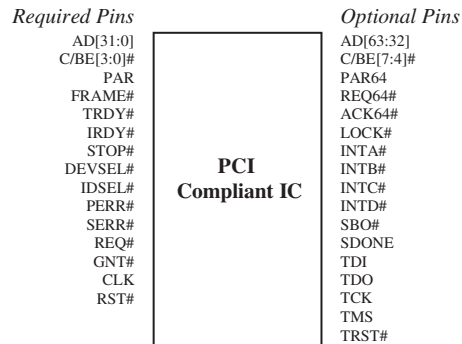 Required Pins
AD[31:0]
C/BE[3:0]#
PAR
FRAME#
TRDY#
IRDY#
STOP#
DEVSEL#
IDSEL#
PERR#
SERR#
REQ#
GNT#
CLK
RST#
PCI
Compliant IC
Optional Pins
AD[63:32]
C/BE[7:4]#
PAR64
REQ64#
ACK64#
LOCK#
INTA#
INTB#
INTC#
INTD#
SBO#
SDONE
TDI
TDO
TCK
TMS
TRST#